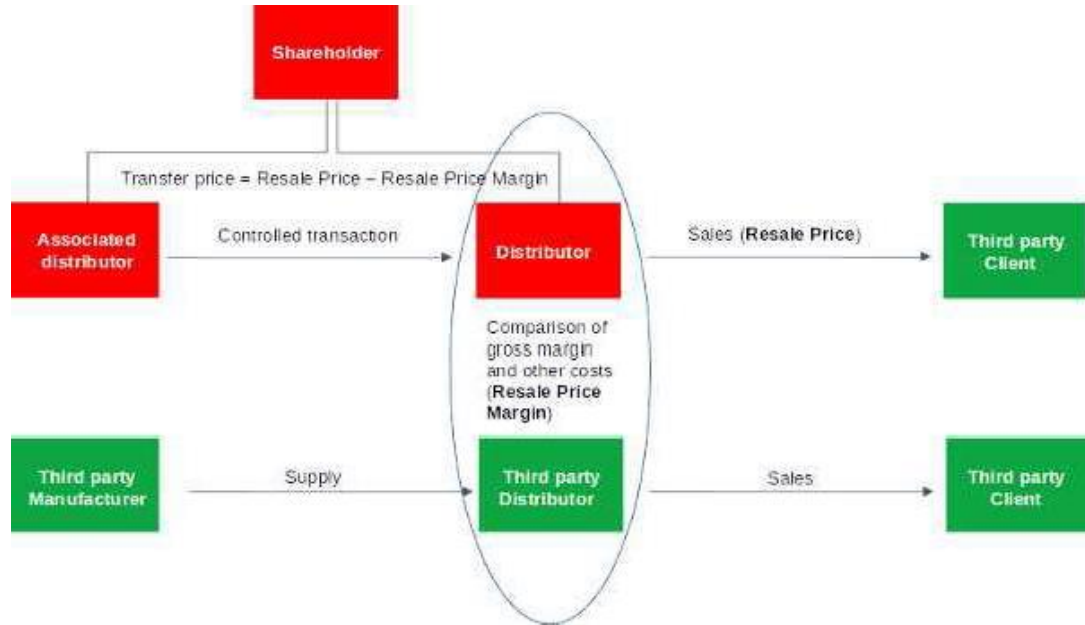 Shareholder
Transfer price = Resale Price – Resale Price Margin
Associated
distributor
Controlled transaction
Distributor
Sales (Resale Price)
Third party
Client
Comparison of
gross margin
and other costs
(Resale Price
Margin)
Third party
Manufacturer
Supply
Third party
Distributor
Sales
Third party
Client